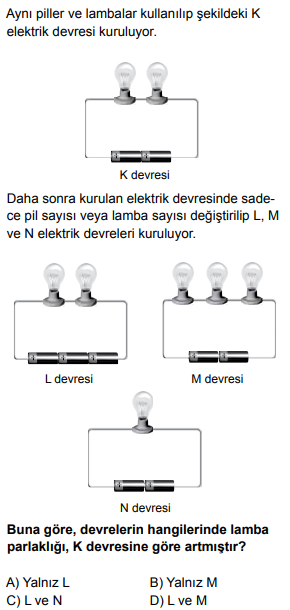 Aynı piller ve lambalar kullanılıp şekildeki K
elektrik devresi kuruluyor.
K devresi
Daha sonra kurulan elektrik devresinde sade-
ce pil sayısı veya lamba sayısı değiştirilip L, M
ve N elektrik devreleri kuruluyor.
L devresi
M devresi
N devresi
Buna göre, devrelerin hangilerinde lamba
parlaklığı, K devresine göre artmıştır?
A) Yalnız L
B) Yalnız M
C) L ve N
D) L ve M